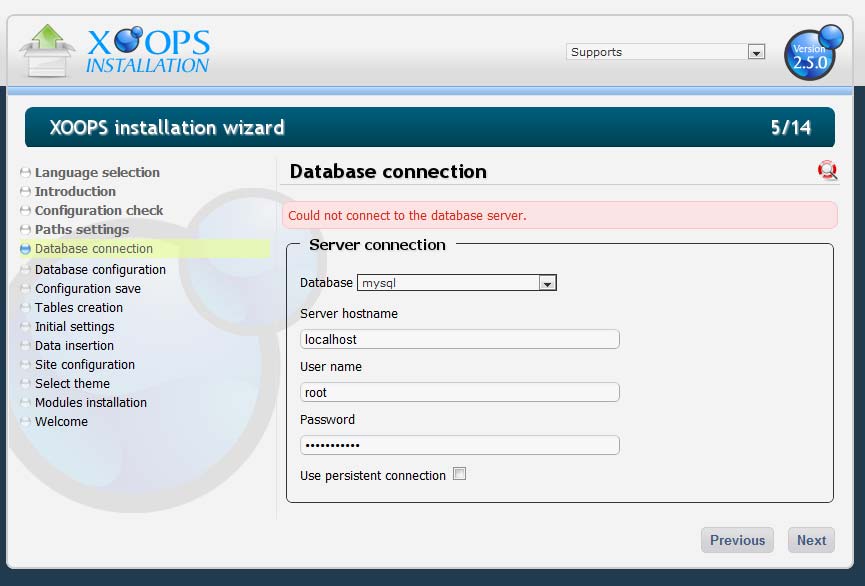 XOOPS
INSTALLATION
Supports
Version
2.5.0
XOOPS installation wizard
5/14
Language selection
Introduction
Configuration check
Paths settings
Database connection
Database configuration
Configuration save
Tables creation
Initial settings
Data insertion
Site configuration
Select theme
Modules installation
Welcome
Database connection
Could not connect to the database server.
Server connection
Database mysql
Server hostname
localhost
User name
root
Password
•••••••••••
Use persistent connection
Previous Next